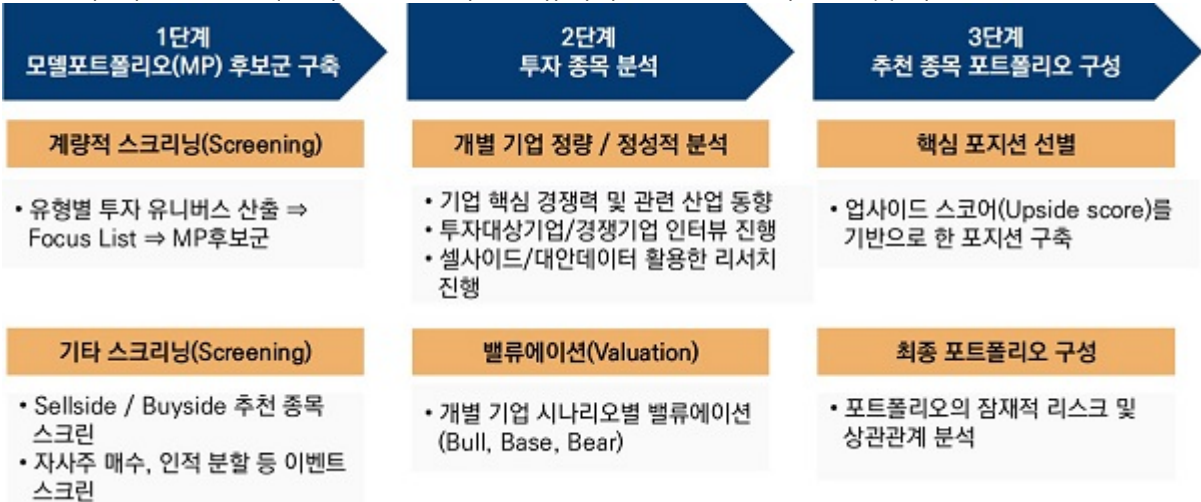 1단계
모델포트폴리오(MP) 후보군 구축
계량적 스크리닝(Screening)
• 유형별 투자 유니버스 산출 ⇒
Focus List ⇒ MP후보군
기타 스크리닝(Screening)
• Sellside / Buyside 추천 종목
스크린
• 자사주 매수, 인적 분할 등 이벤트
스크린
2단계
투자 종목 분석
개별 기업 정량 / 정성적 분석
• 기업 핵심 경쟁력 및 관련 산업 동향
• 투자대상기업/경쟁기업 인터뷰 진행
• 셀사이드/대안데이터 활용한 리서치
진행
밸류에이션(Valuation)
• 개별 기업 시나리오별 밸류에이션
(Bull, Base, Bear)
3단계
추천 종목 포트폴리오 구성
핵심 포지션 선별
• 업사이드 스코어(Upside score)를
기반으로 한 포지션 구축
최종 포트폴리오 구성
• 포트폴리오의 잠재적 리스크 및
상관관계 분석